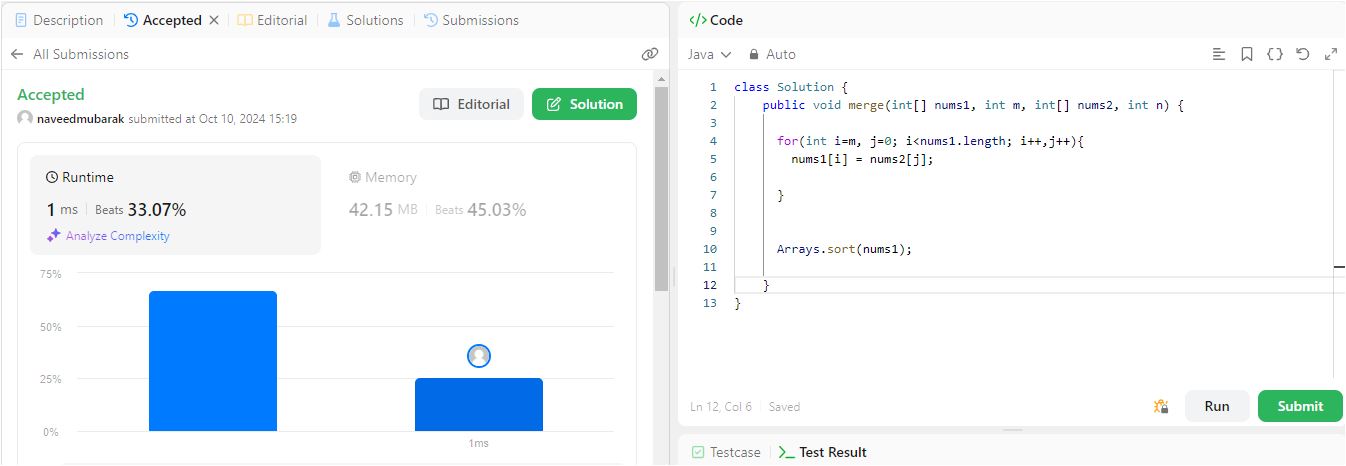 Description Accepted Editorial Solutions Submissions
All Submissions
Accepted
naveedmubarak submitted at Oct 10, 2024 15:19
Editorial
Solution
Runtime
1 ms Beats 33.07%
Analyze Complexity
Memory
42.15 MB Beats 45.03%
75%
50%
25%
0%
1ms
Code
Java Auto
1 class Solution {
2 public void merge(int[] nums1, int m, int[] nums2, int n) {
3
4 for(int i=m, j=0; i<nums1.length; i++,j++){
5 nums1[i] = nums2[j];
6
7 }
8
9
10 Arrays.sort(nums1);
11
12 }
13 }
Ln 12, Col 6 Saved
Run
Submit
Testcase Test Result